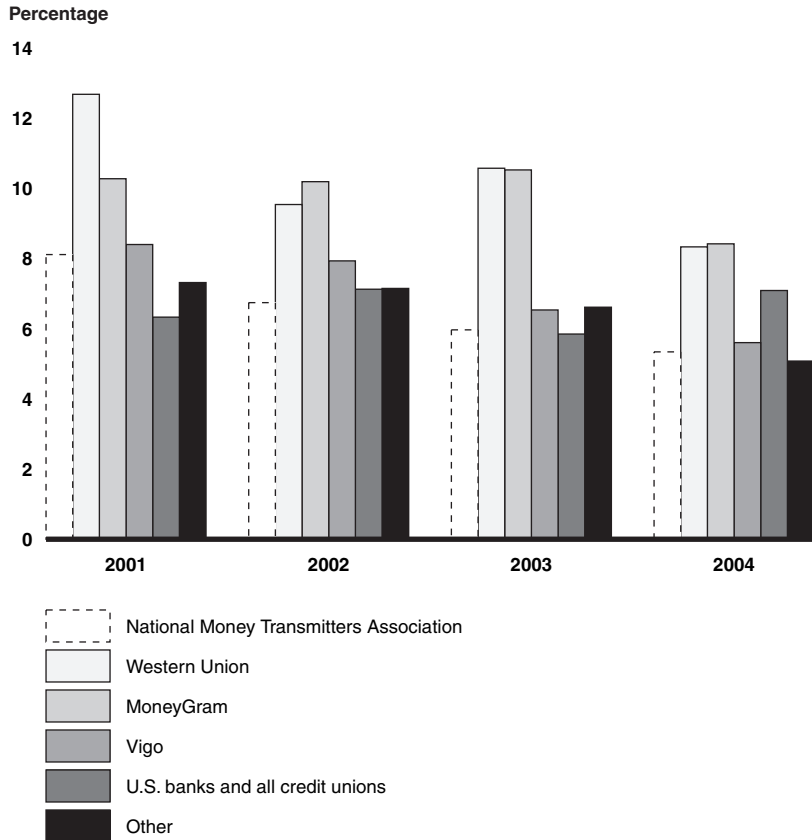 Percentage
14
12
10
8
6
4
2
0
2001 2002 2003 2004
National Money Transmitters Association
Western Union
MoneyGram
Vigo
U.S. banks and all credit unions
Other